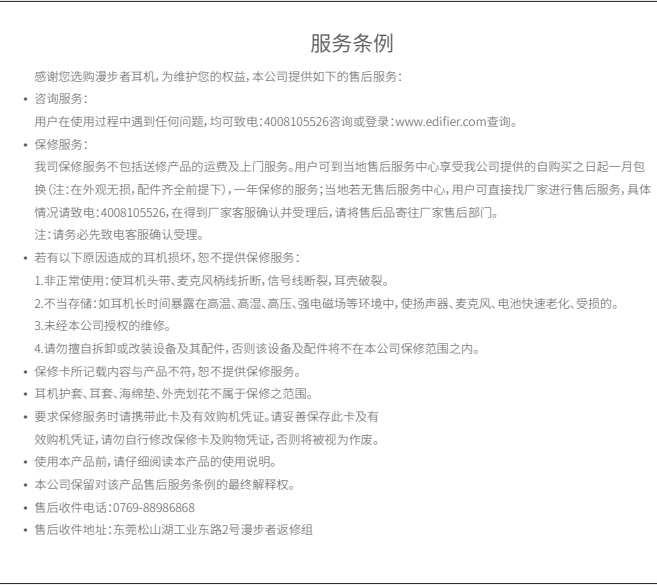 服务条例
感谢您选购漫步者耳机,为维护您的权益,本公司提供如下的售后服务:
• 咨询服务:
用户在使用过程中遇到任何问题,均可致电:4008105526咨询或登录:www.edifier.com查询。
• 保修服务:
我司保修服务不包括送修产品的运费及上门服务。用户可到当地售后服务中心享受我公司提供的自购买之日起一月包
换(注:在外观无损,配件齐全前提下),一年保修的服务;当地若无售后服务中心,用户可直接找厂家进行售后服务,具体
情况请致电:4008105526,在得到厂家客服确认并受理后,请将售后品寄往厂家售后部门。
注:请务必先致电客服确认受理。
• 若有以下原因造成的耳机损坏,恕不提供保修服务:
1.非正常使用:使耳机头带、麦克风柄线折断,信号线断裂,耳壳破裂。
2.不当存储:如耳机长时间暴露在高温、高湿、高压、强电磁场等环境中,使扬声器、麦克风、电池快速老化、受损的。
3.未经本公司授权的维修。
4.请勿擅自拆卸或改装设备及其配件,否则该设备及配件将不在本公司保修范围之内。
• 保修卡所记载内容与产品不符,恕不提供保修服务。
• 耳机护套、耳套、海绵垫、外壳划花不属于保修之范围。
• 要求保修服务时请携带此卡及有效购机凭证。请妥善保存此卡及有
效购机凭证,请勿自行修改保修卡及购物凭证,否则将被视为作废。
• 使用本产品前,请仔细阅读本产品的使用说明。
• 本公司保留对该产品售后服务条例的最终解释权。
• 售后收件电话:0769-88986868
• 售后收件地址:东莞松山湖工业东路2号漫步者返修组